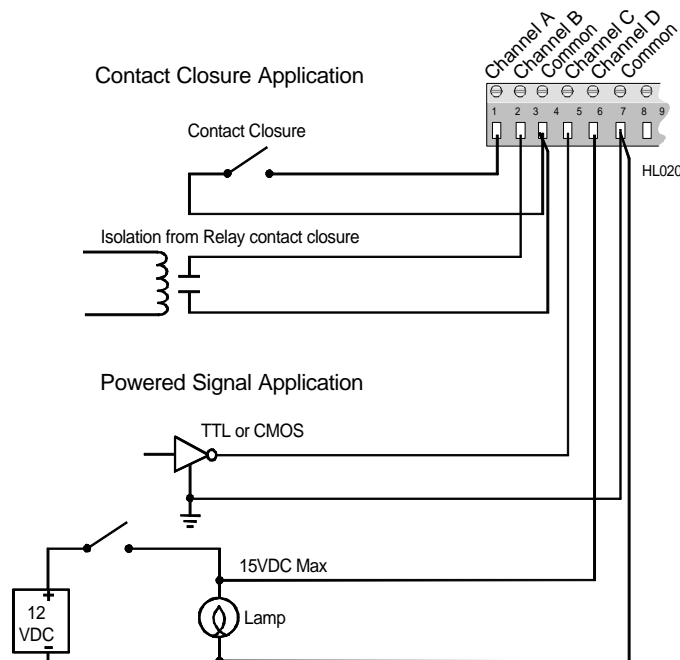 Channel A
Channel B
Common
Channel C
Channel D
Common
Contact Closure Application
1 2 3 4 5 6 7 8 9
Contact Closure
HL020
Isolation from Relay contact closure
Powered Signal Application
TTL or CMOS
15VDC Max
+
12
VDC
-
Lamp